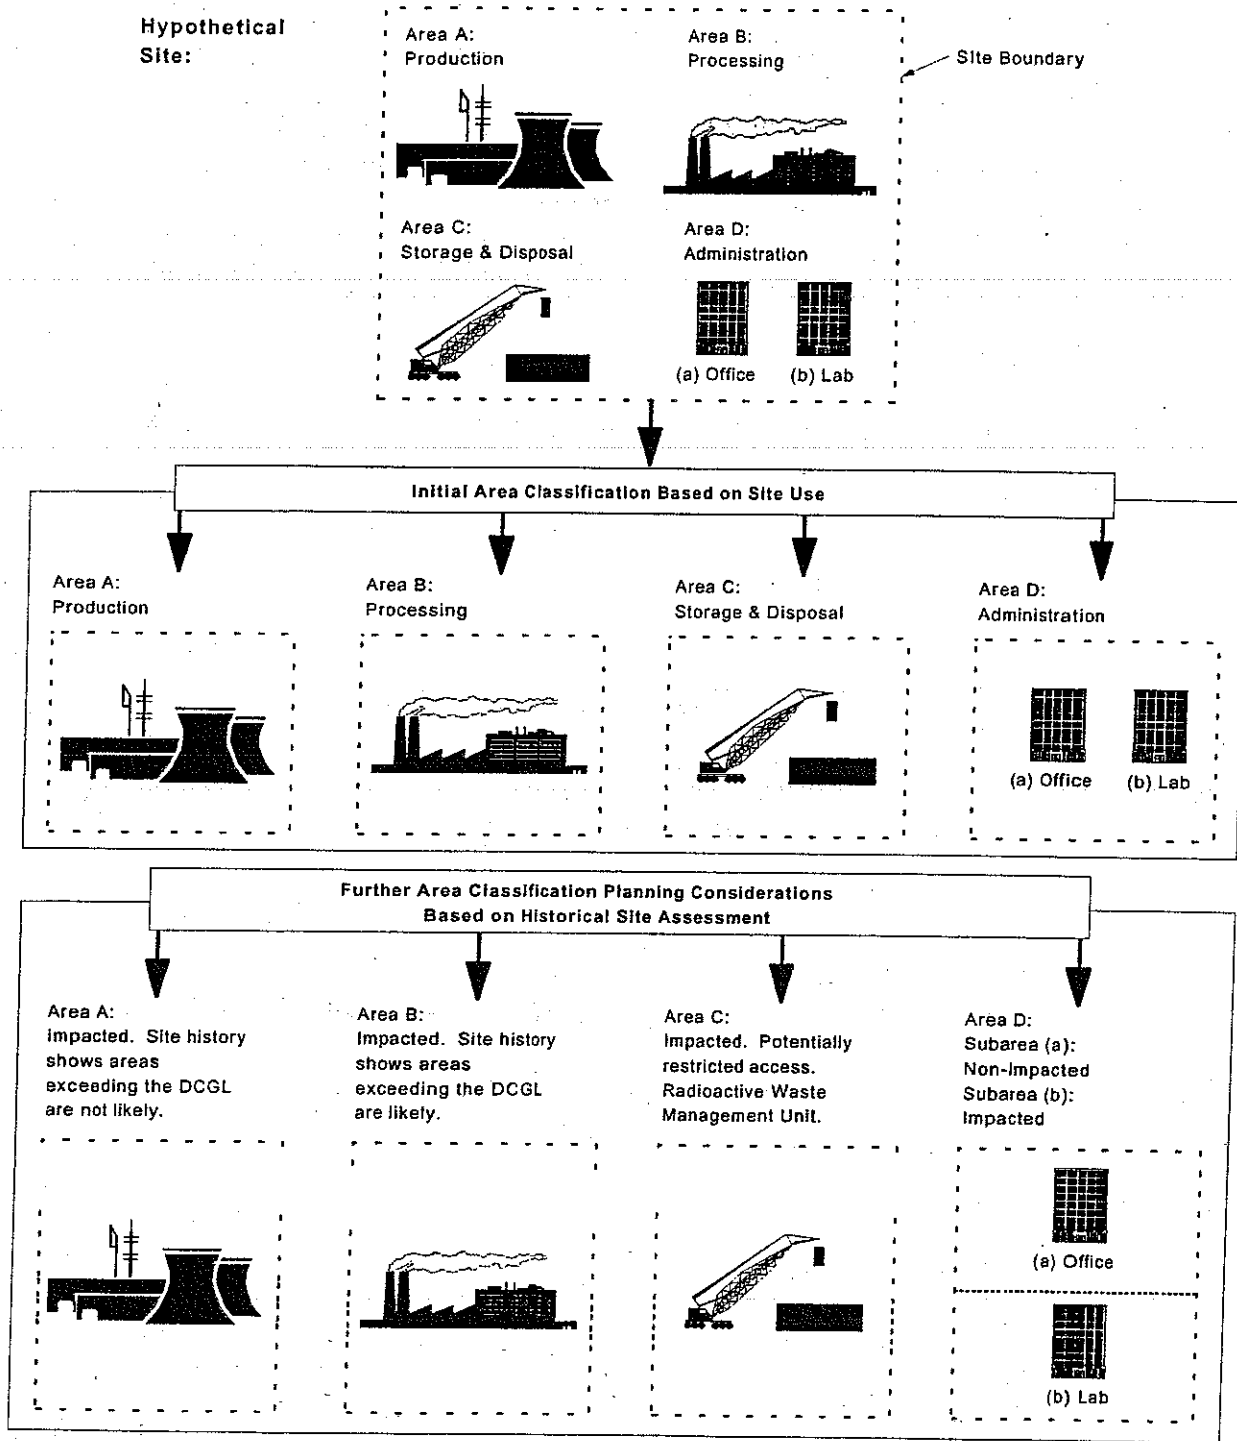 Hypothetical
Site:
Area A:
Production
Area B:
Processing
Site Boundary
Area C:
Storage & Disposal
Area D:
Administration
(a) Office
(b) Lab
Initial Area Classification Based on Site Use
Area A:
Production
Area B:
Processing
Area C:
Storage & Disposal
Area D:
Administration
(a) Office
(b) Lab
Further Area Classification Planning Considerations
Based on Historical Site Assessment
Area A:
Impacted. Site history
shows areas
exceeding the DCGL
are not likely.
Area B:
Impacted. Site history
shows areas
exceeding the DCGL
are likely.
Area C:
Impacted. Potentially
restricted access.
Radioactive Waste
Management Unit.
Area D:
Subarea (a):
Non-Impacted
Subarea (b):
Impacted
(a) Office
(b) Lab